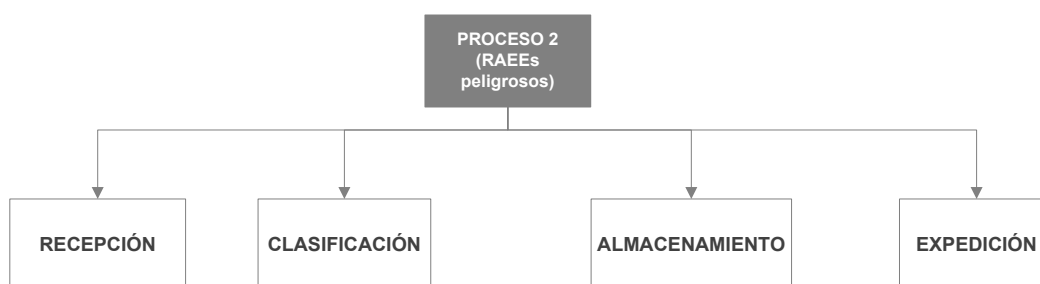 PROCESO 2
(RAEEs
peligrosos)
RECEPCIÓN
CLASIFICACIÓN
ALMACENAMIENTO
EXPEDICIÓN